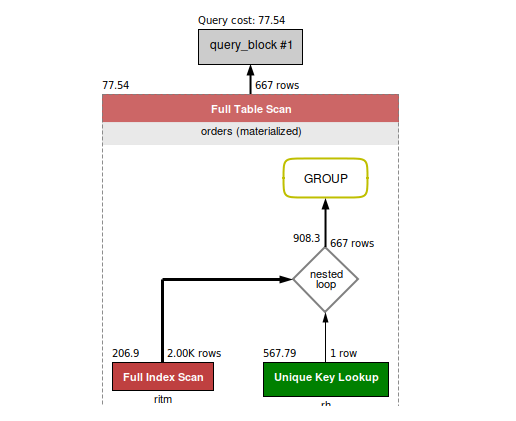 Query cost: 77.54
query_block #1
77.54
667 rows
Full Table Scan
orders (materialized)
GROUP
908.3
667 rows
nested
loop
206.9
2.00K rows
567.79
1 row
Full Index Scan
Unique Key Lookup
ritm